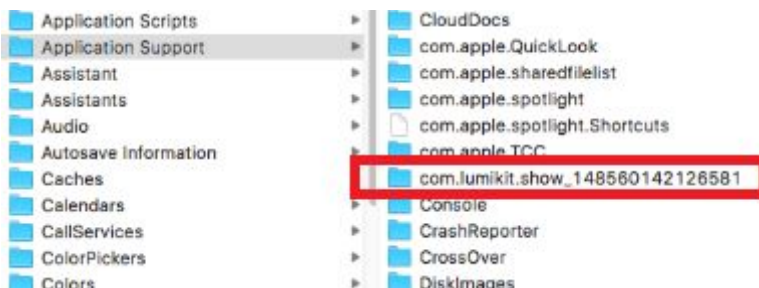 Application Scripts
Application Support
Assistant
Assistants
Audio
Autosave Information
Caches
Calendars
CallServices
ColorPickers
Colors
CloudDocs
com.apple.QuickLook
com.apple.sharedfilelist
com.apple.spotlight
com.apple.spotlight.Shortcuts
com.apple.TCC
com.lumikit.show_148560142126581
Console
CrashReporter
CrossOver
DiskImages